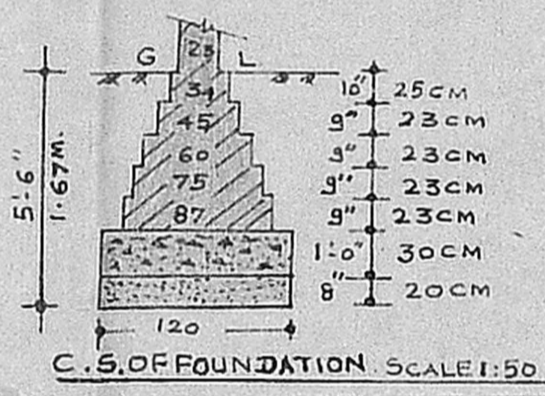 23
G L
34 10" 25CM
45 9" 23CM
60 9" 23CM
75 9" 23CM
87 9" 23CM
1'-0" 30CM
8" 20CM
5'-6"
1.67M.
120
C.S.OF FOUNDATION. SCALE 1:50